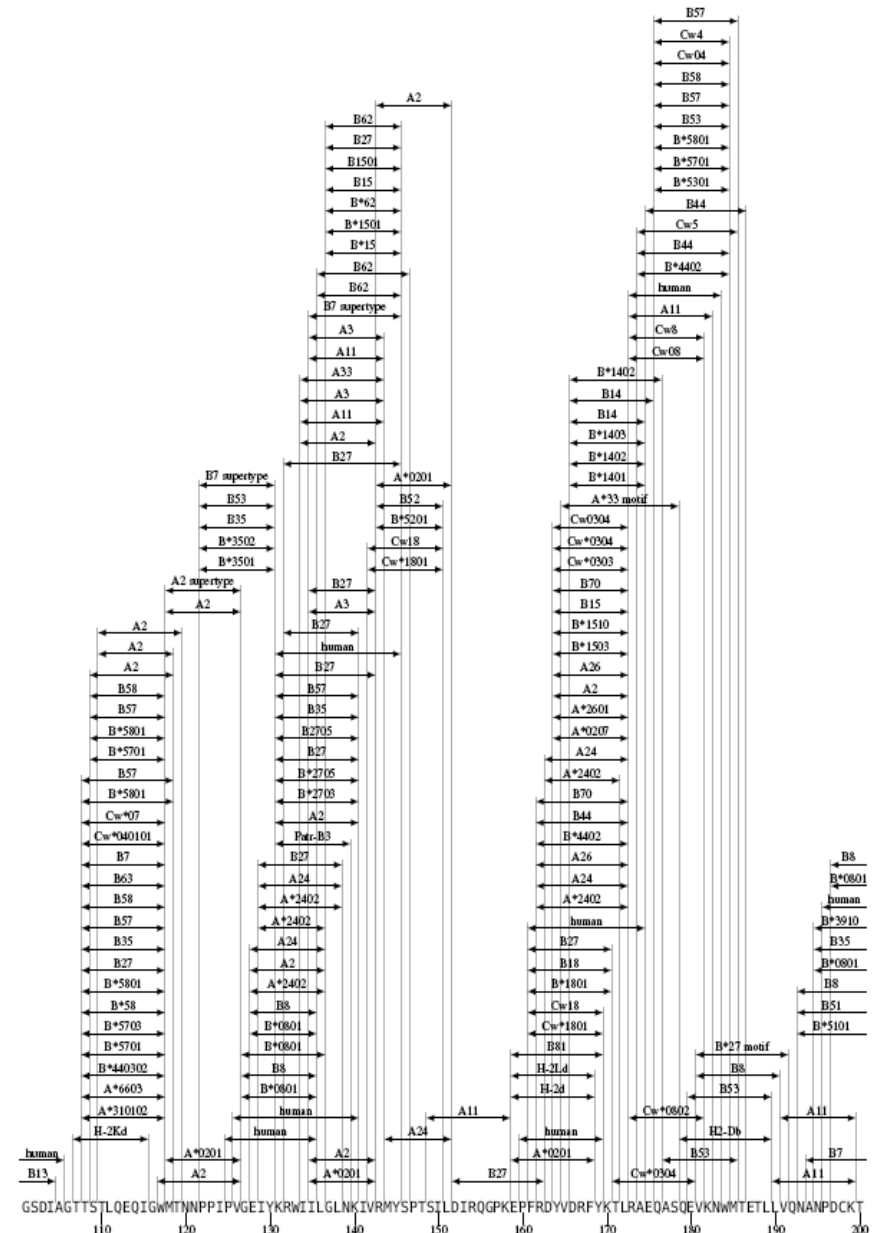 B57
Cw4
Cw04
B58
B57
A2
B53
B62
B*5801
B27
B*5701
B1501
B*5301
B15
B44
B*62
Cw5
B*1501
B44
B*15
B*4402
B62
human
B62
A11
B7 supertype
Cw8
A3
Cw08
A11
B*1402
A33
B14
A3
B14
A11
B*1403
A2
B*1402
B27
B*1401
B7 supertype
A*0201
A*33 motif
B53
B52
Cw0304
B35
B*5201
Cw*0304
B*3502
Cw18
Cw*0303
B*3501
Cw*1801
B70
A2 supertype
B27
B15
A2
A3
B*1510
A2
B27
B*1503
A2
human
A26
A2
B27
A2
B58
B57
A*2601
B57
B35
A*0207
B*5801
B2705
A24
B*5701
B27
A*2402
B57
B*2705
B70
B*5801
B*2703
B44
Cw*07
A2
B*4402
Cw*040101
Patr-B3
A26
B7
B27
B8
A24
B63
A24
B*0801
A*2402
B58
A*2402
human
human
B57
A*2402
B*3910
B27
B35
A24
B35
B18
B27
A2
B*0801
B*1801
B*5801
A*2402
B8
Cw18
B*58
B8
B51
Cw*1801
B*5703
B*0801
B*5101
B81
B*5701
B*0801
B*27 motif
H-2Ld
B*440302
B8
B8
H-2d
A*6603
B*0801
B53
A*310102
human
A11
Cw*0802
A11
H-2Kd
human
A24
human
H2-Db
human
A*0201
A2
A*0201
B53
B7
B13
A2
A*0201
B27
Cw*0304
A11
GSDIAGTTSTLQEQIGWMTNNPPIPVGEIYKRWIILGLNKIVRMYSPTSILDIRQGPKEPFRDYVDRFYKTLRAEQASQEVKNWMTETLLVQNANPDCKT
110 120 130 140 150 160 170 180 190 200